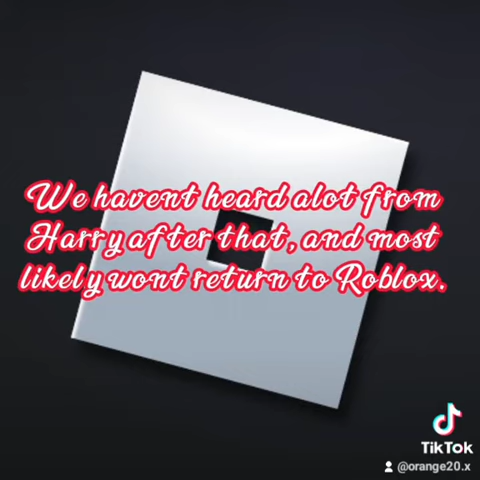 We havent heard alot from
Harry after that, and most
likely wont return to Roblox.
TikTok
@orange20.x